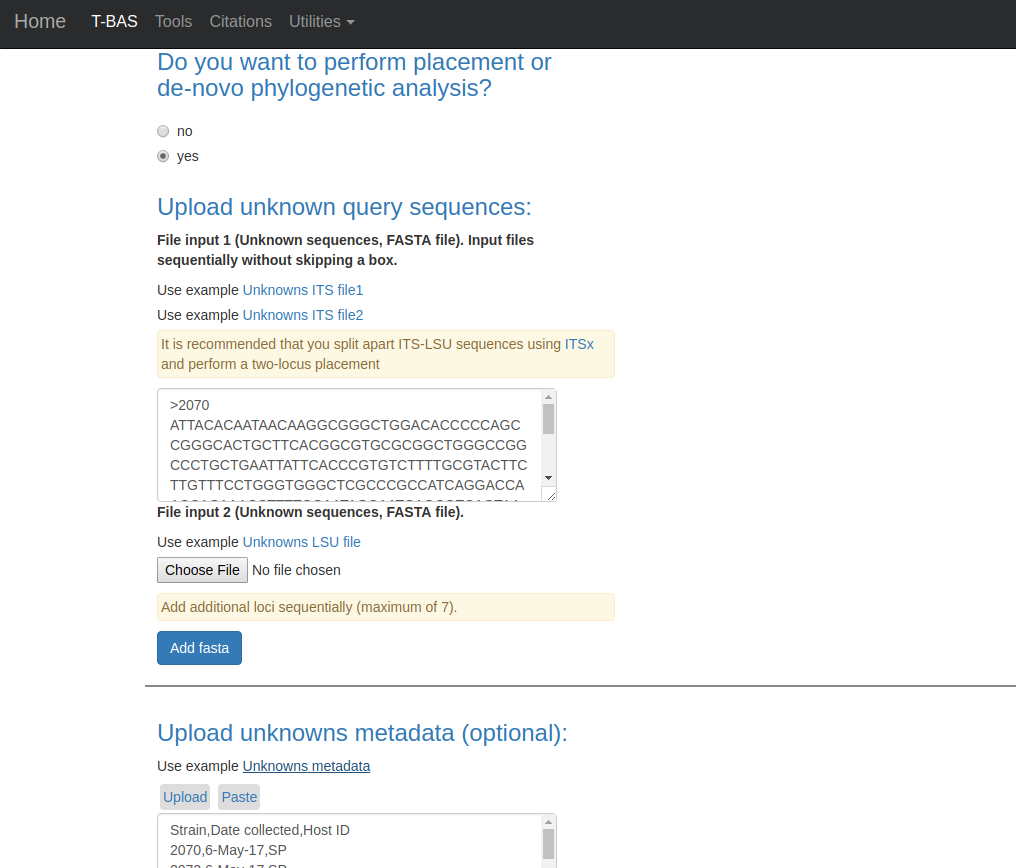 Home T-BAS Tools Citations Utilities
Do you want to perform placement or
de-novo phylogenetic analysis?
no
yes
Upload unknown query sequences:
File input 1 (Unknown sequences, FASTA file). Input files
sequentially without skipping a box.
Use example Unknowns ITS file1
Use example Unknowns ITS file2
It is recommended that you split apart ITS-LSU sequences using ITSx
and perform a two-locus placement
>2070
ATTACACAATAACAAGGCGGGCTGGACACCCCCAGC
CGGGCACTGCTTCACGGCGTGCGCGGCTGGGCCGG
CCCTGCTGAATTATTCACCCGTGTCTTTTGCGTACTTC
TTGTTTCCTGGGTGGGCTCGCCCGCCATCAGGACCA
File input 2 (Unknown sequences, FASTA file).
Use example Unknowns LSU file
Choose File No file chosen
Add additional loci sequentially (maximum of 7).
Add fasta
Upload unknowns metadata (optional):
Use example Unknowns metadata
Upload Paste
Strain,Date collected,Host ID
2070,6-May-17,SP